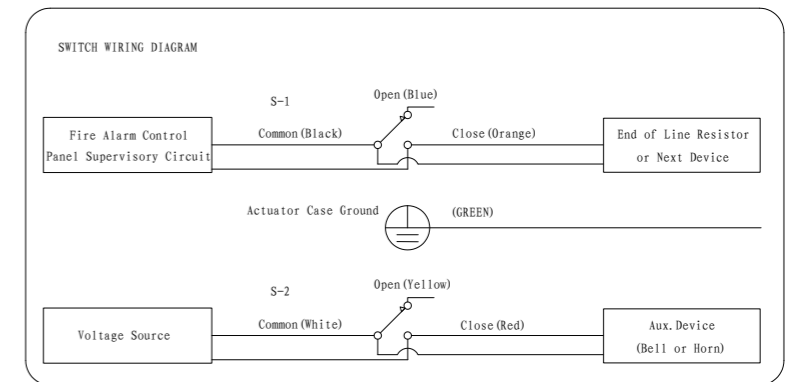 SWITCH WIRING DIAGRAM
S-1
Open(Blue)
Fire Alarm Control
Panel Supervisory Circuit
Common(Black)
Close(Orange)
End of Line Resistor
or Next Device
Actuator Case Ground
(GREEN)
S-2
Open(Yellow)
Voltage Source
Common(White)
Close(Red)
Aux.Device
(Bell or Horn)